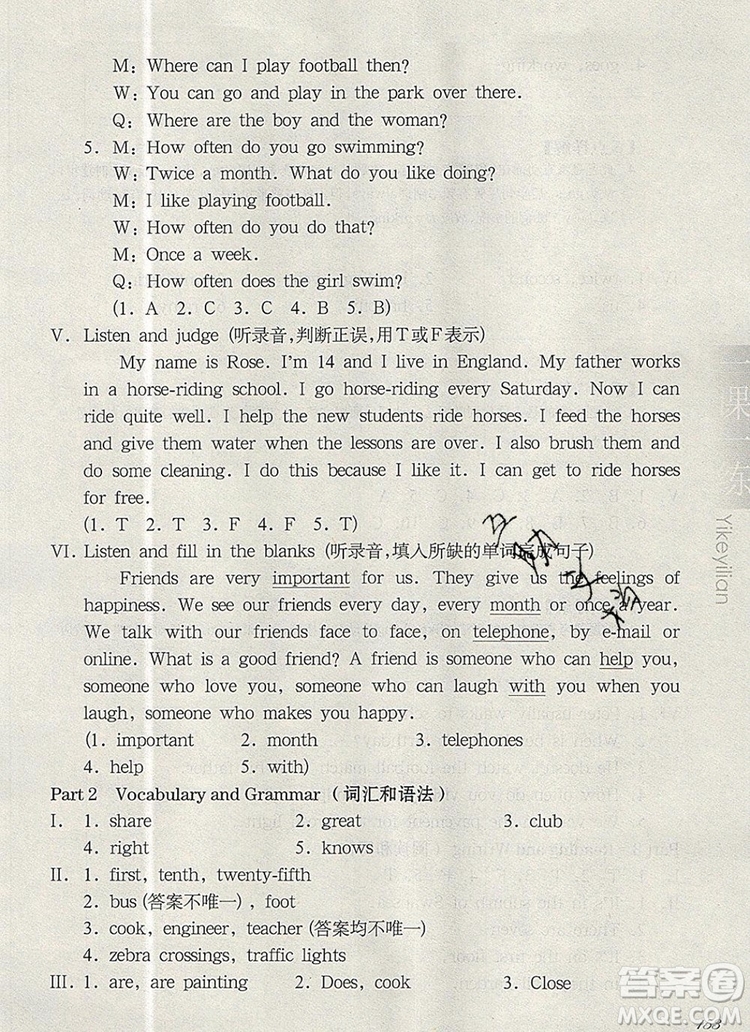 M: Where can I play football then?
W: You can go and play in the park over there.
Q: Where are the boy and the woman?
5. M: How often do you go swimming?
W: Twice a month. What do you like doing?
M: I like playing football.
W: How often do you do that?
M: Once a week.
Q: How often does the girl swim?
(1. A  2. C  3. A  4. B  5. B)
V. Listen and judge (听录音,判断正误,用T或F表示)
My name is Rose. I'm 14 and I live in England. My father works
in a horse-riding school. I go horse-riding every Saturday. Now I can
ride quite well. I help the new students ride horses. I feed the horses
and give them water when the lessons are over. I also brush them and
do some cleaning. I do this because I like it. I can get to ride horses
for free.
(1. T  2. T  3. F  4. F  5. T)
VI. Listen and fill in the blanks (听录音,填入所缺的单词完成句子)
Friends are very important for us. They give us the feelings of
happiness. We see our friends every day, every month or once a year.
We talk with our friends face to face, on telephone, by e-mail or
online. What is a good friend? A friend is someone who can help you,
someone who love you, someone who can laugh with you when you
laugh, someone who makes you happy.
(1. important  2. month  3. telephones
4. help  5. with)
Part 2 Vocabulary and Grammar (词汇和语法)
I. 1. share  2. great  3. club
4. right  5. knows
II. 1. first, tenth, twenty-fifth
2. bus (答案不唯一), foot
3. cook, engineer, teacher (答案均不唯一)
4. zebra crossings, traffic lights
III. 1. are, are painting  2. Does, cook  3. Close
一课一练
Yikeyilian
答案圈
MXQE.COM
153